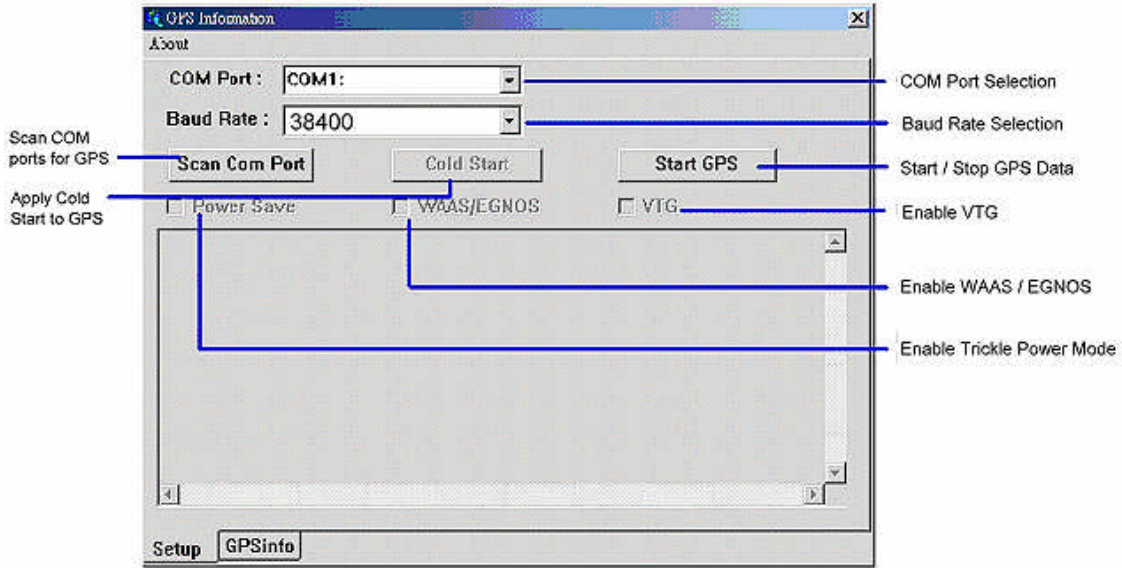 GPS Information
About
COM Port :
COM1:
COM Port Selection
Baud Rate :
38400
Baud Rate Selection
Scan COM
ports for GPS
Scan Com Port
Cold Start
Start GPS
Start / Stop GPS Data
Apply Cold
Start to GPS
Power Save
WAAS/EGNOS
VTG
Enable VTG
Enable WAAS / EGNOS
Enable Trickle Power Mode
Setup
GPSinfo